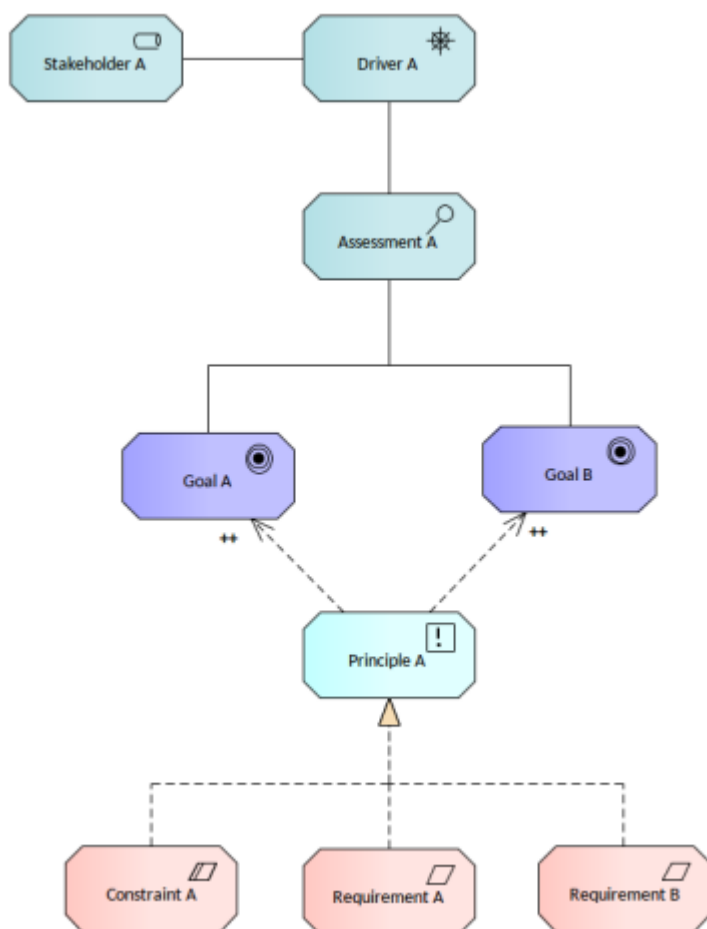 Stakeholder A
Driver A
Assessment A
Goal A
Goal B
++
++
Principle A
Constraint A
Requirement A
Requirement B